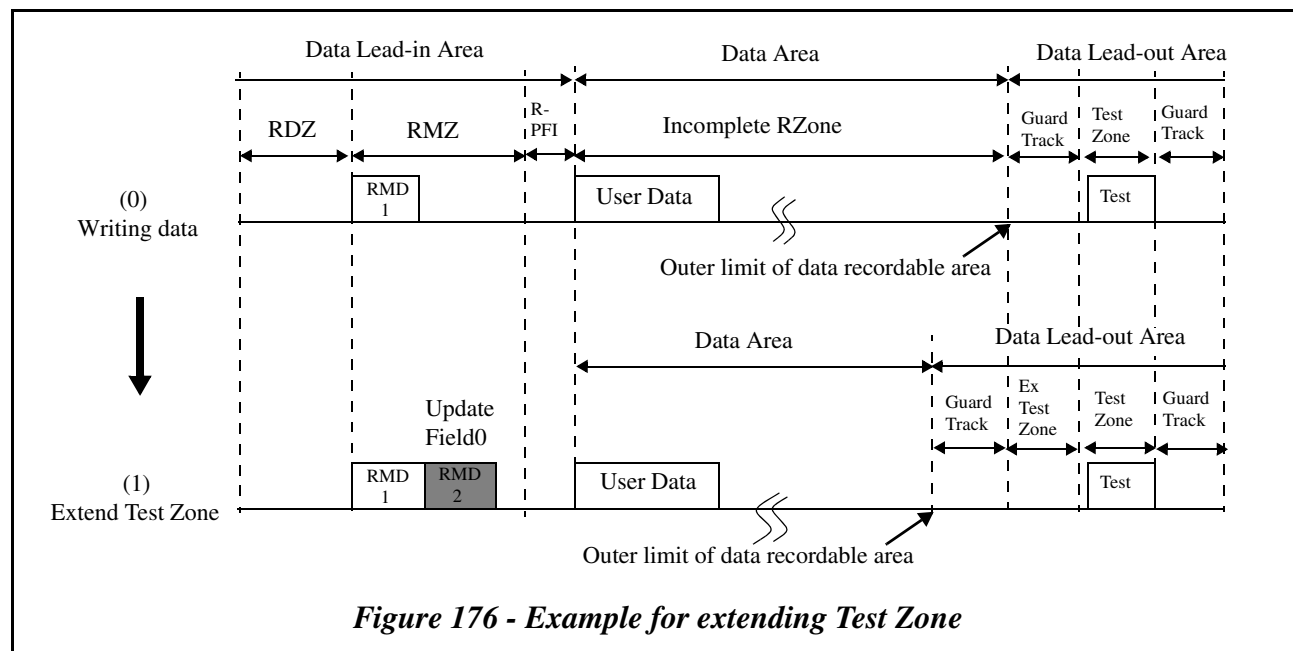 Data Lead-in Area
Data Area
Data Lead-out Area
RDZ
RMZ
R-
PFI
Incomplete RZone
Guard
Track
Test
Zone
Guard
Track
(0)
Writing data
RMD
1
User Data
Test
Outer limit of data recordable area
Data Area
Data Lead-out Area
Update
Field0
Guard
Track
Ex
Test
Zone
Test
Zone
Guard
Track
(1)
Extend Test Zone
RMD
1
RMD
2
User Data
Test
Outer limit of data recordable area
Figure 176 - Example for extending Test Zone